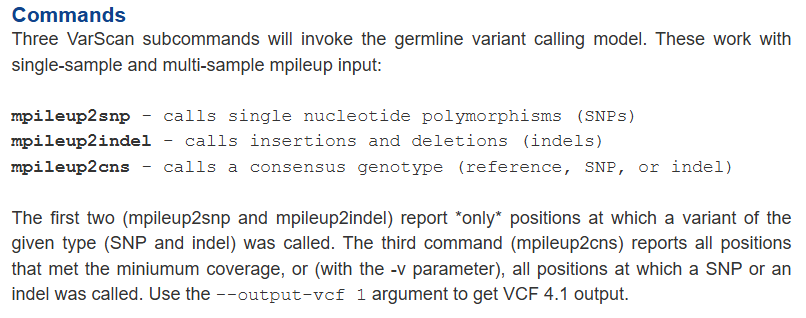 Commands
Three VarScan subcommands will invoke the germline variant calling model. These work with
single-sample and multi-sample mpileup input:
mpileup2snp - calls single nucleotide polymorphisms (SNPs)
mpileup2indel - calls insertions and deletions (indels)
mpileup2cns - calls a consensus genotype (reference, SNP, or indel)
The first two (mpileup2snp and mpileup2indel) report *only* positions at which a variant of the
given type (SNP and indel) was called. The third command (mpileup2cns) reports all positions
that met the miniumum coverage, or (with the -v parameter), all positions at which a SNP or an
indel was called. Use the --output-vcf 1 argument to get VCF 4.1 output.